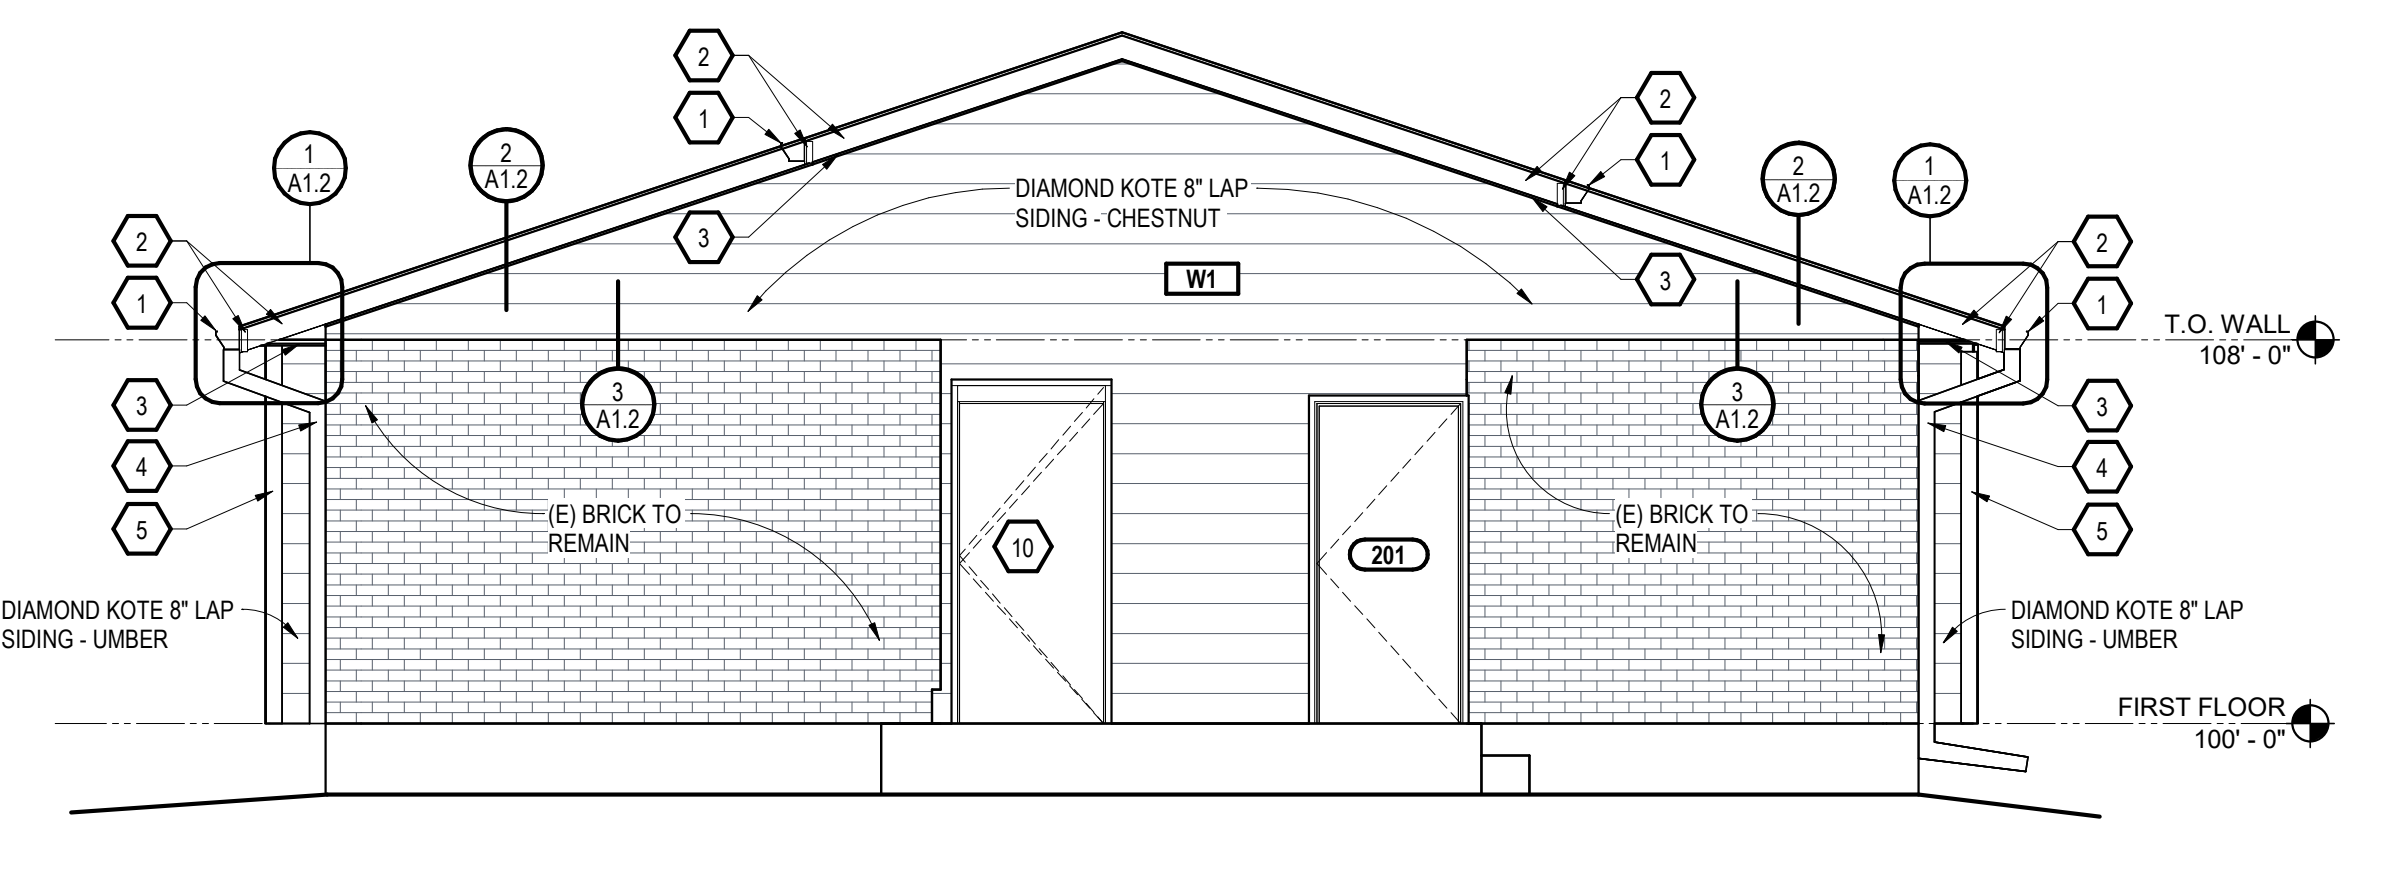 2
1
2
1
1
A1.2
2
A1.2
2
A1.2
1
A1.2
DIAMOND KOTE 8" LAP
SIDING - CHESTNUT
3
3
W1
2
1
2
1
T.O. WALL
108' - 0"
3
4
5
3
A1.2
3
A1.2
3
4
5
(E) BRICK TO
REMAIN
10
201
(E) BRICK TO
REMAIN
DIAMOND KOTE 8" LAP
SIDING - UMBER
DIAMOND KOTE 8" LAP
SIDING - UMBER
FIRST FLOOR
100' - 0"